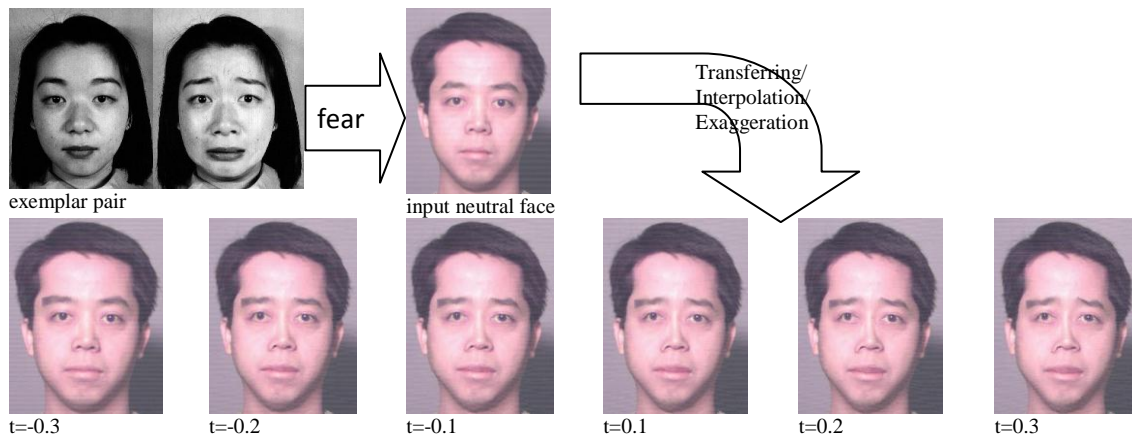 fear
Transferring/
Interpolation/
Exaggeration
exemplar pair
input neutral face
t=-0.3
t=-0.2
t=-0.1
t=0.1
t=0.2
t=0.3